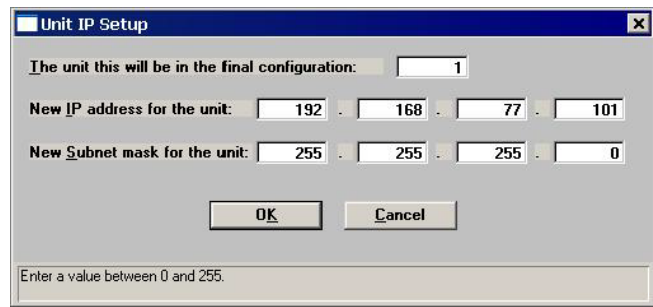 Unit IP Setup
The unit this will be in the final configuration: 1
New IP address for the unit: 192 . 168 . 77 . 101
New Subnet mask for the unit: 255 . 255 . 255 . 0
OK Cancel
Enter a value between 0 and 255.